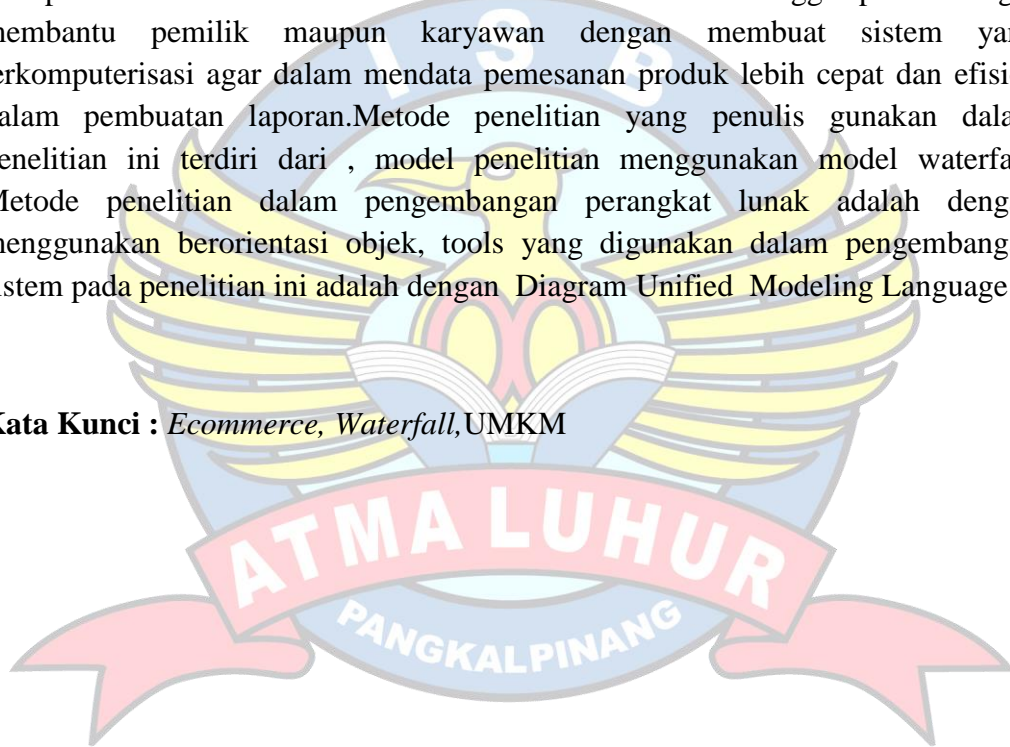 membantu pemilik maupun karyawan dengan membuat sistem yan
erkomputerisasi agar dalam mendata pemesanan produk lebih cepat dan efisi
alam pembuatan laporan.Metode penelitian yang penulis gunakan dala
enelitian ini terdiri dari , model penelitian menggunakan model waterfa
Metode penelitian dalam pengembangan perangkat lunak adalah deng
menggunakan berorientasi objek, tools yang digunakan dalam pengembang
istem pada penelitian ini adalah dengan Diagram Unified Modeling Language
Kata Kunci : Ecommerce, Waterfall,UMKM
I S B
ATMA LUHUR
PANGKALPINANG